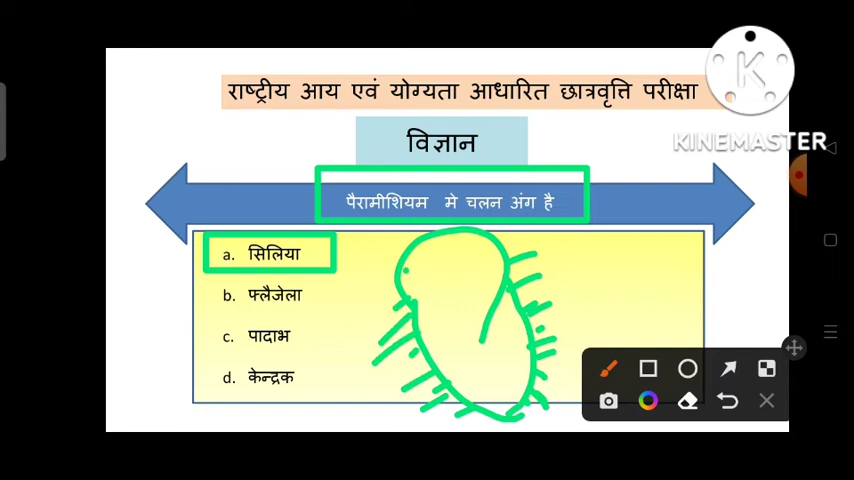 राष्ट्रीय आय एवं योग्यता आधारित छात्रवृत्ति परीक्षा
K
KINEMASTER
विज्ञान
पैरामीशियम मे चलन अंग है
a. सिलिया
b. फ्लैजेला
c. पादाभ
d. केन्द्रक